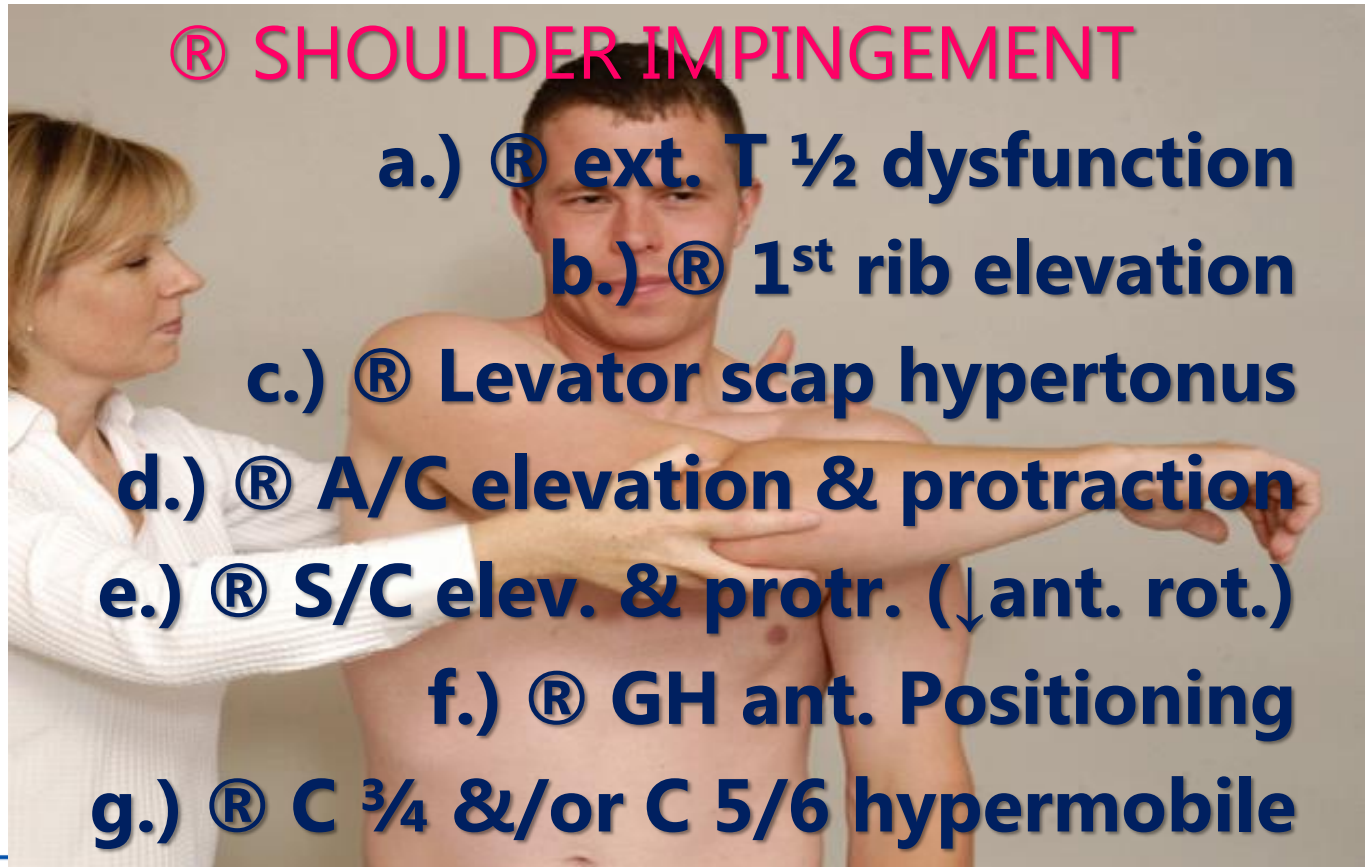 ® SHOULDER IMPINGEMENT
a.) ® ext. T ½ dysfunction
b.) ® 1st rib elevation
c.) ® Levator scap hypertonus
d.) ® A/C elevation & protraction
e.) ® S/C elev. & protr. (↓ant. rot.)
f.) ® GH ant. Positioning
g.) ® C ¾ &/or C 5/6 hypermobile